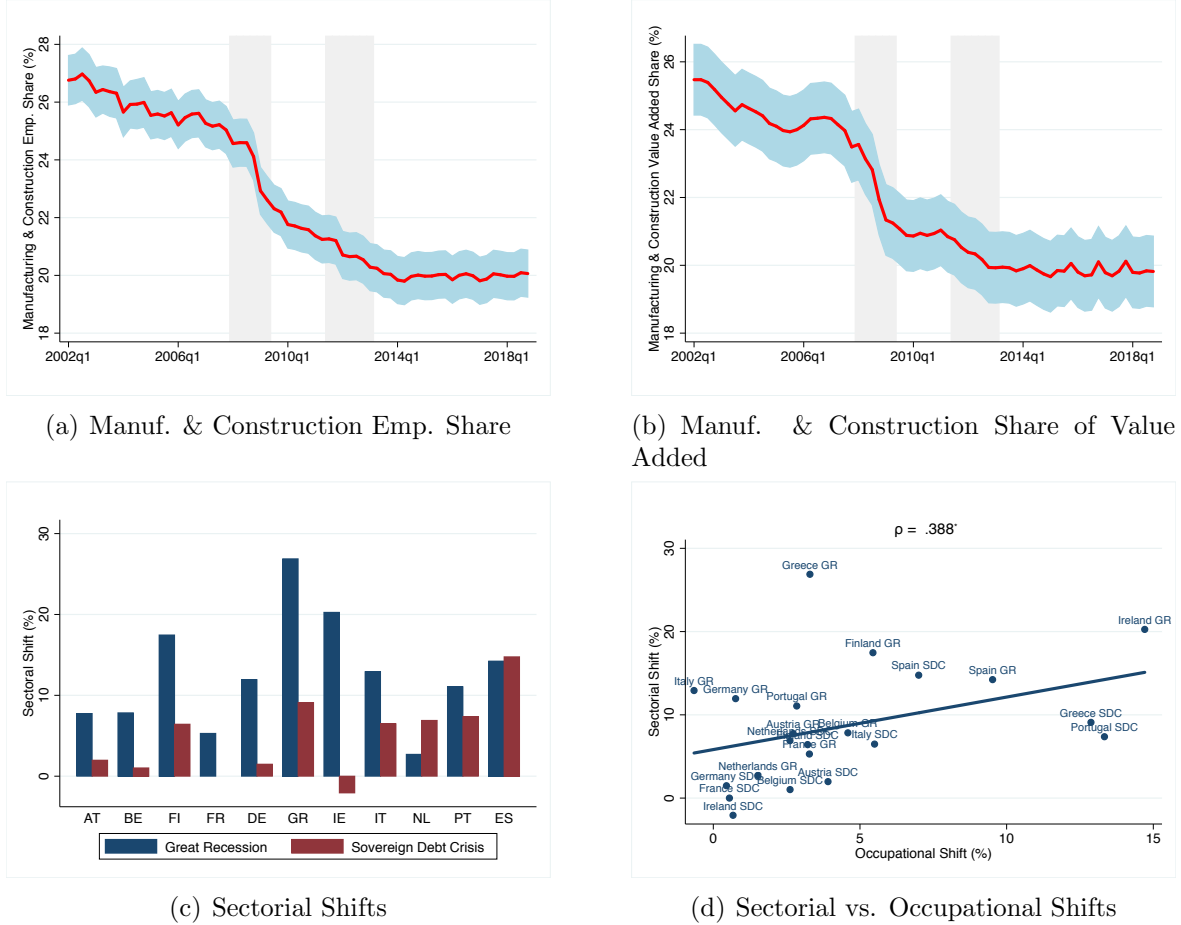 Manufacturing & Construction Emp. Share (%)
28
26
24
22
20
18
2002q1 2006q1 2010q1 2014q1 2018q1
(a) Manuf. & Construction Emp. Share
Manufacturing & Construction Value Added Share (%)
26
24
22
20
18
2002q1 2006q1 2010q1 2014q1 2018q1
(b) Manuf. & Construction Share of Value
Added
Sectoral Shift (%)
30
20
10
0
AT BE FI FR DE GR IE IT NL PT ES
Great Recession Sovereign Debt Crisis
(c) Sectorial Shifts
ρ = .388*
Sectorial Shift (%)
30
20
10
0
Greece GR
Ireland GR
Finland GR
Spain SDC
Spain GR
Italy GR
Germany GR
Portugal GR
Greece SDC
Austria GR
Belgium GR
Portugal SDC
Italy SDC
France GR
Netherlands GR
Germany SDC
Austria SDC
Belgium SDC
France SDC
Ireland SDC
0 5 10 15
Occupational Shift (%)
(d) Sectorial vs. Occupational Shifts